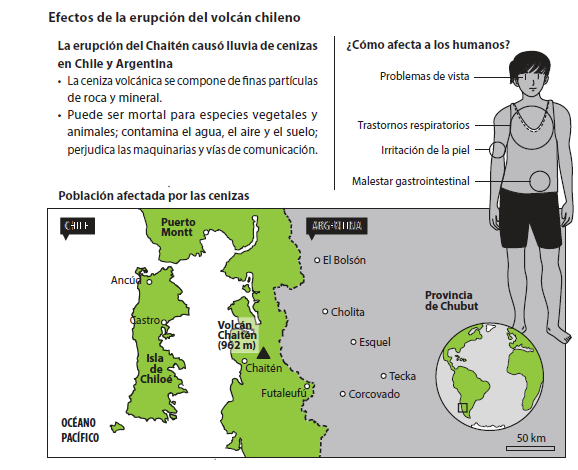 Efectos de la erupción del volcán chileno
La erupción del Chaitén causó lluvia de cenizas
en Chile y Argentina
• La ceniza volcánica se compone de finas partículas
de roca y mineral.
• Puede ser mortal para especies vegetales y
animales; contamina el agua, el aire y el suelo;
perjudica las maquinarias y vías de comunicación.
¿Cómo afecta a los humanos?
Problemas de vista
Trastornos respiratorios
Irritación de la piel
Malestar gastrointestinal
Población afectada por las cenizas
CHILE
Puerto
Montt
ARGENTINA
El Bolsón
Ancud
Provincia
de Chubut
Castro
Cholita
Volcán
Chaitén
(962 m)
Esquel
Isla
de
Chiloé
Chaitén
Tecka
Futaleufú
Corcovado
OCÉANO
PACÍFICO
50 km